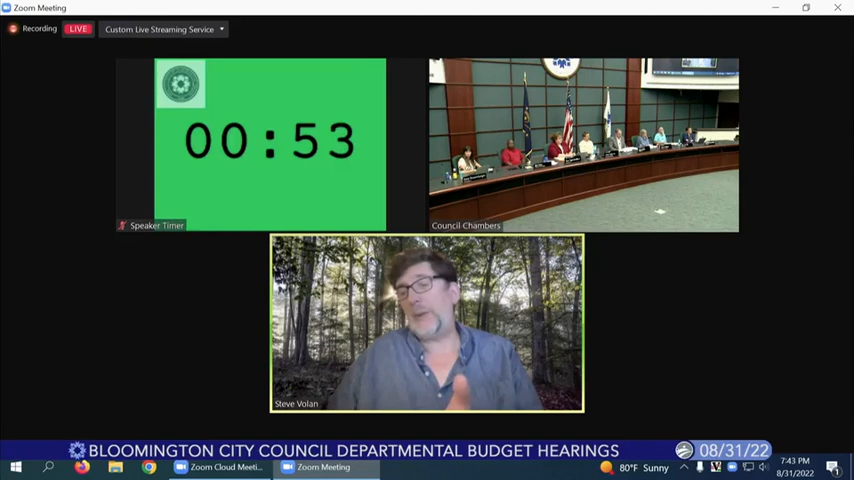 Zoom Meeting
Recording
LIVE
Custom Live Streaming Service
00:53
Speaker Timer
Council Chambers
Steve Volan
BLOOMINGTON CITY COUNCIL DEPARTMENTAL BUDGET HEARINGS
08/31/22
Zoom Cloud Meeti...
Zoom Meeting
80°F Sunny
7:43 PM
8/31/2022